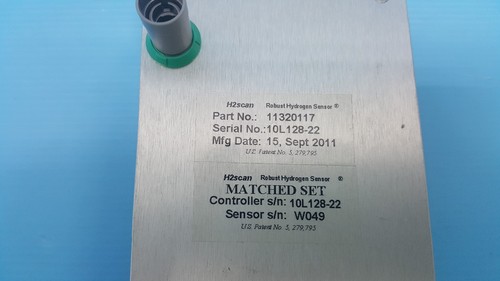 H2scan Robust Hydrogen Sensor ®
Part No.: 11320117
Serial No.:10L128-22
Mfg Date: 15, Sept 2011
U.S. Patent No. 5,279,795
H2scan Robust Hydrogen Sensor ®
MATCHED SET
Controller s/n: 10L128-22
Sensor s/n: W049
U.S. Patent No. 5,279,795